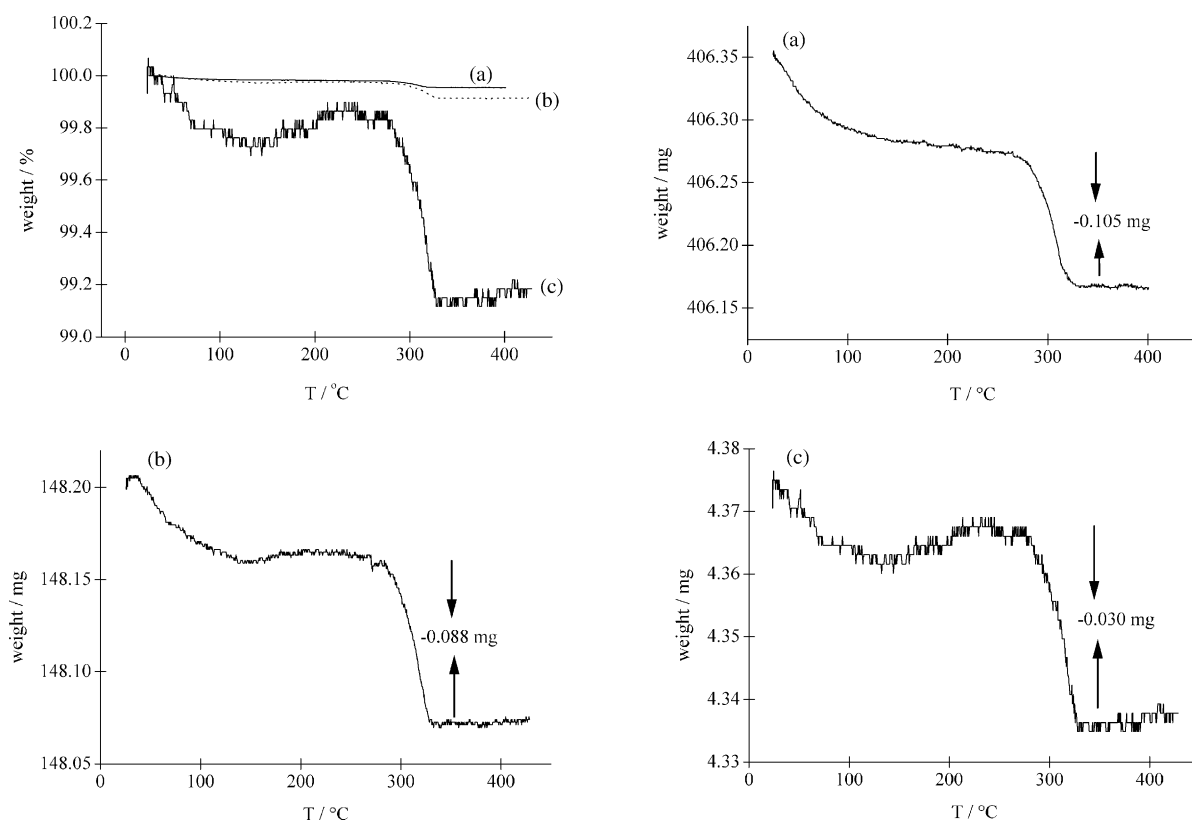 100.2
100.0
99.8
99.6
99.4
99.2
99.0
weight / %
(a)
(b)
(c)
0 100 200 300 400
T / °C
(a)
406.35
406.30
406.25
406.20
406.15
weight / mg
-0.105 mg
0 100 200 300 400
T / °C
(b)
148.20
148.15
148.10
148.05
weight / mg
-0.088 mg
0 100 200 300 400
T / °C
(c)
4.38
4.37
4.36
4.35
4.34
4.33
weight / mg
-0.030 mg
0 100 200 300 400
T / °C